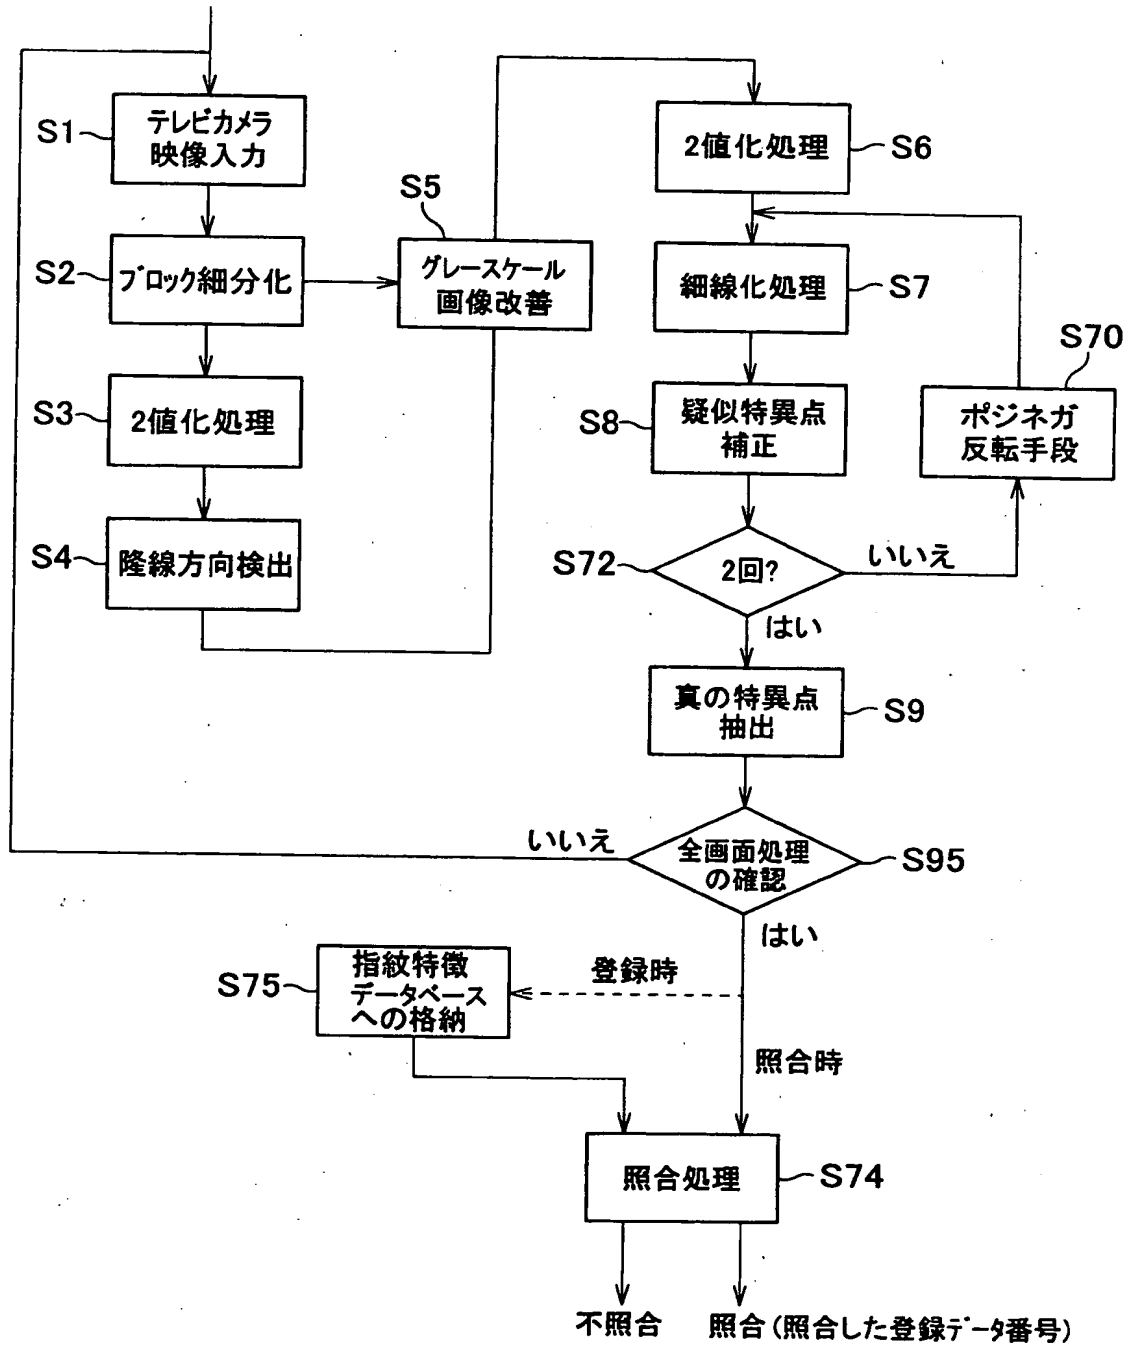 S1
テレビカメラ
映像入力
S2
ブロック細分化
S3
2値化処理
S4
隆線方向検出
S5
グレースケール
画像改善
S6
2値化処理
S7
細線化処理
S8
疑似特異点
補正
S70
ポジネガ
反転手段
S72
2回?
いいえ
はい
S9
真の特異点
抽出
S95
全画面処理
の確認
いいえ
はい
S75
指紋特徴
データベース
への格納
登録時
照合時
S74
照合処理
不照合
照合(照合した登録データ番号)